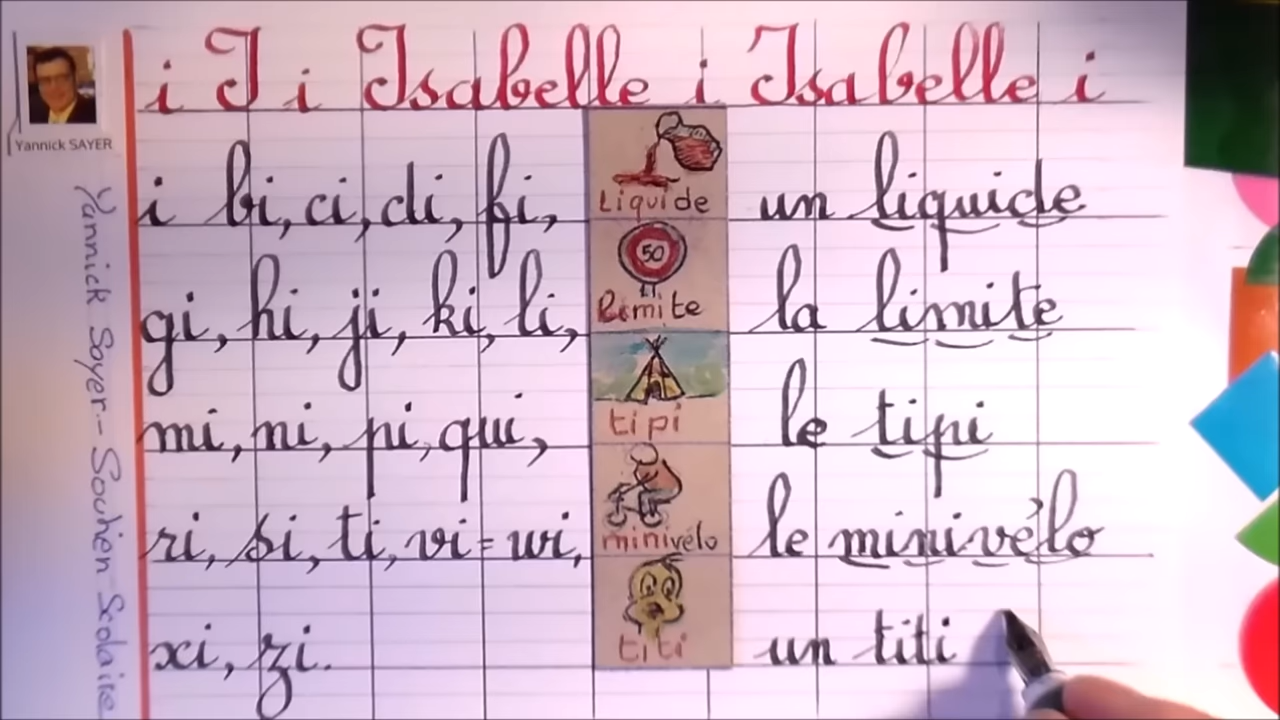 i I i Isabelle i Isabelle i
Yannick SAYER
Yannick Sayer - Soutien Scolaire
i bi, ci, di, fi,
liquide
un liquide
50
gi, hi, ji, ki, li,
limite
la limite
mi, ni, pi, qui,
tipi
le tipi
ri, si, ti, vi = wi,
minivélo
le minivélo
xi, zi.
titi
un titi